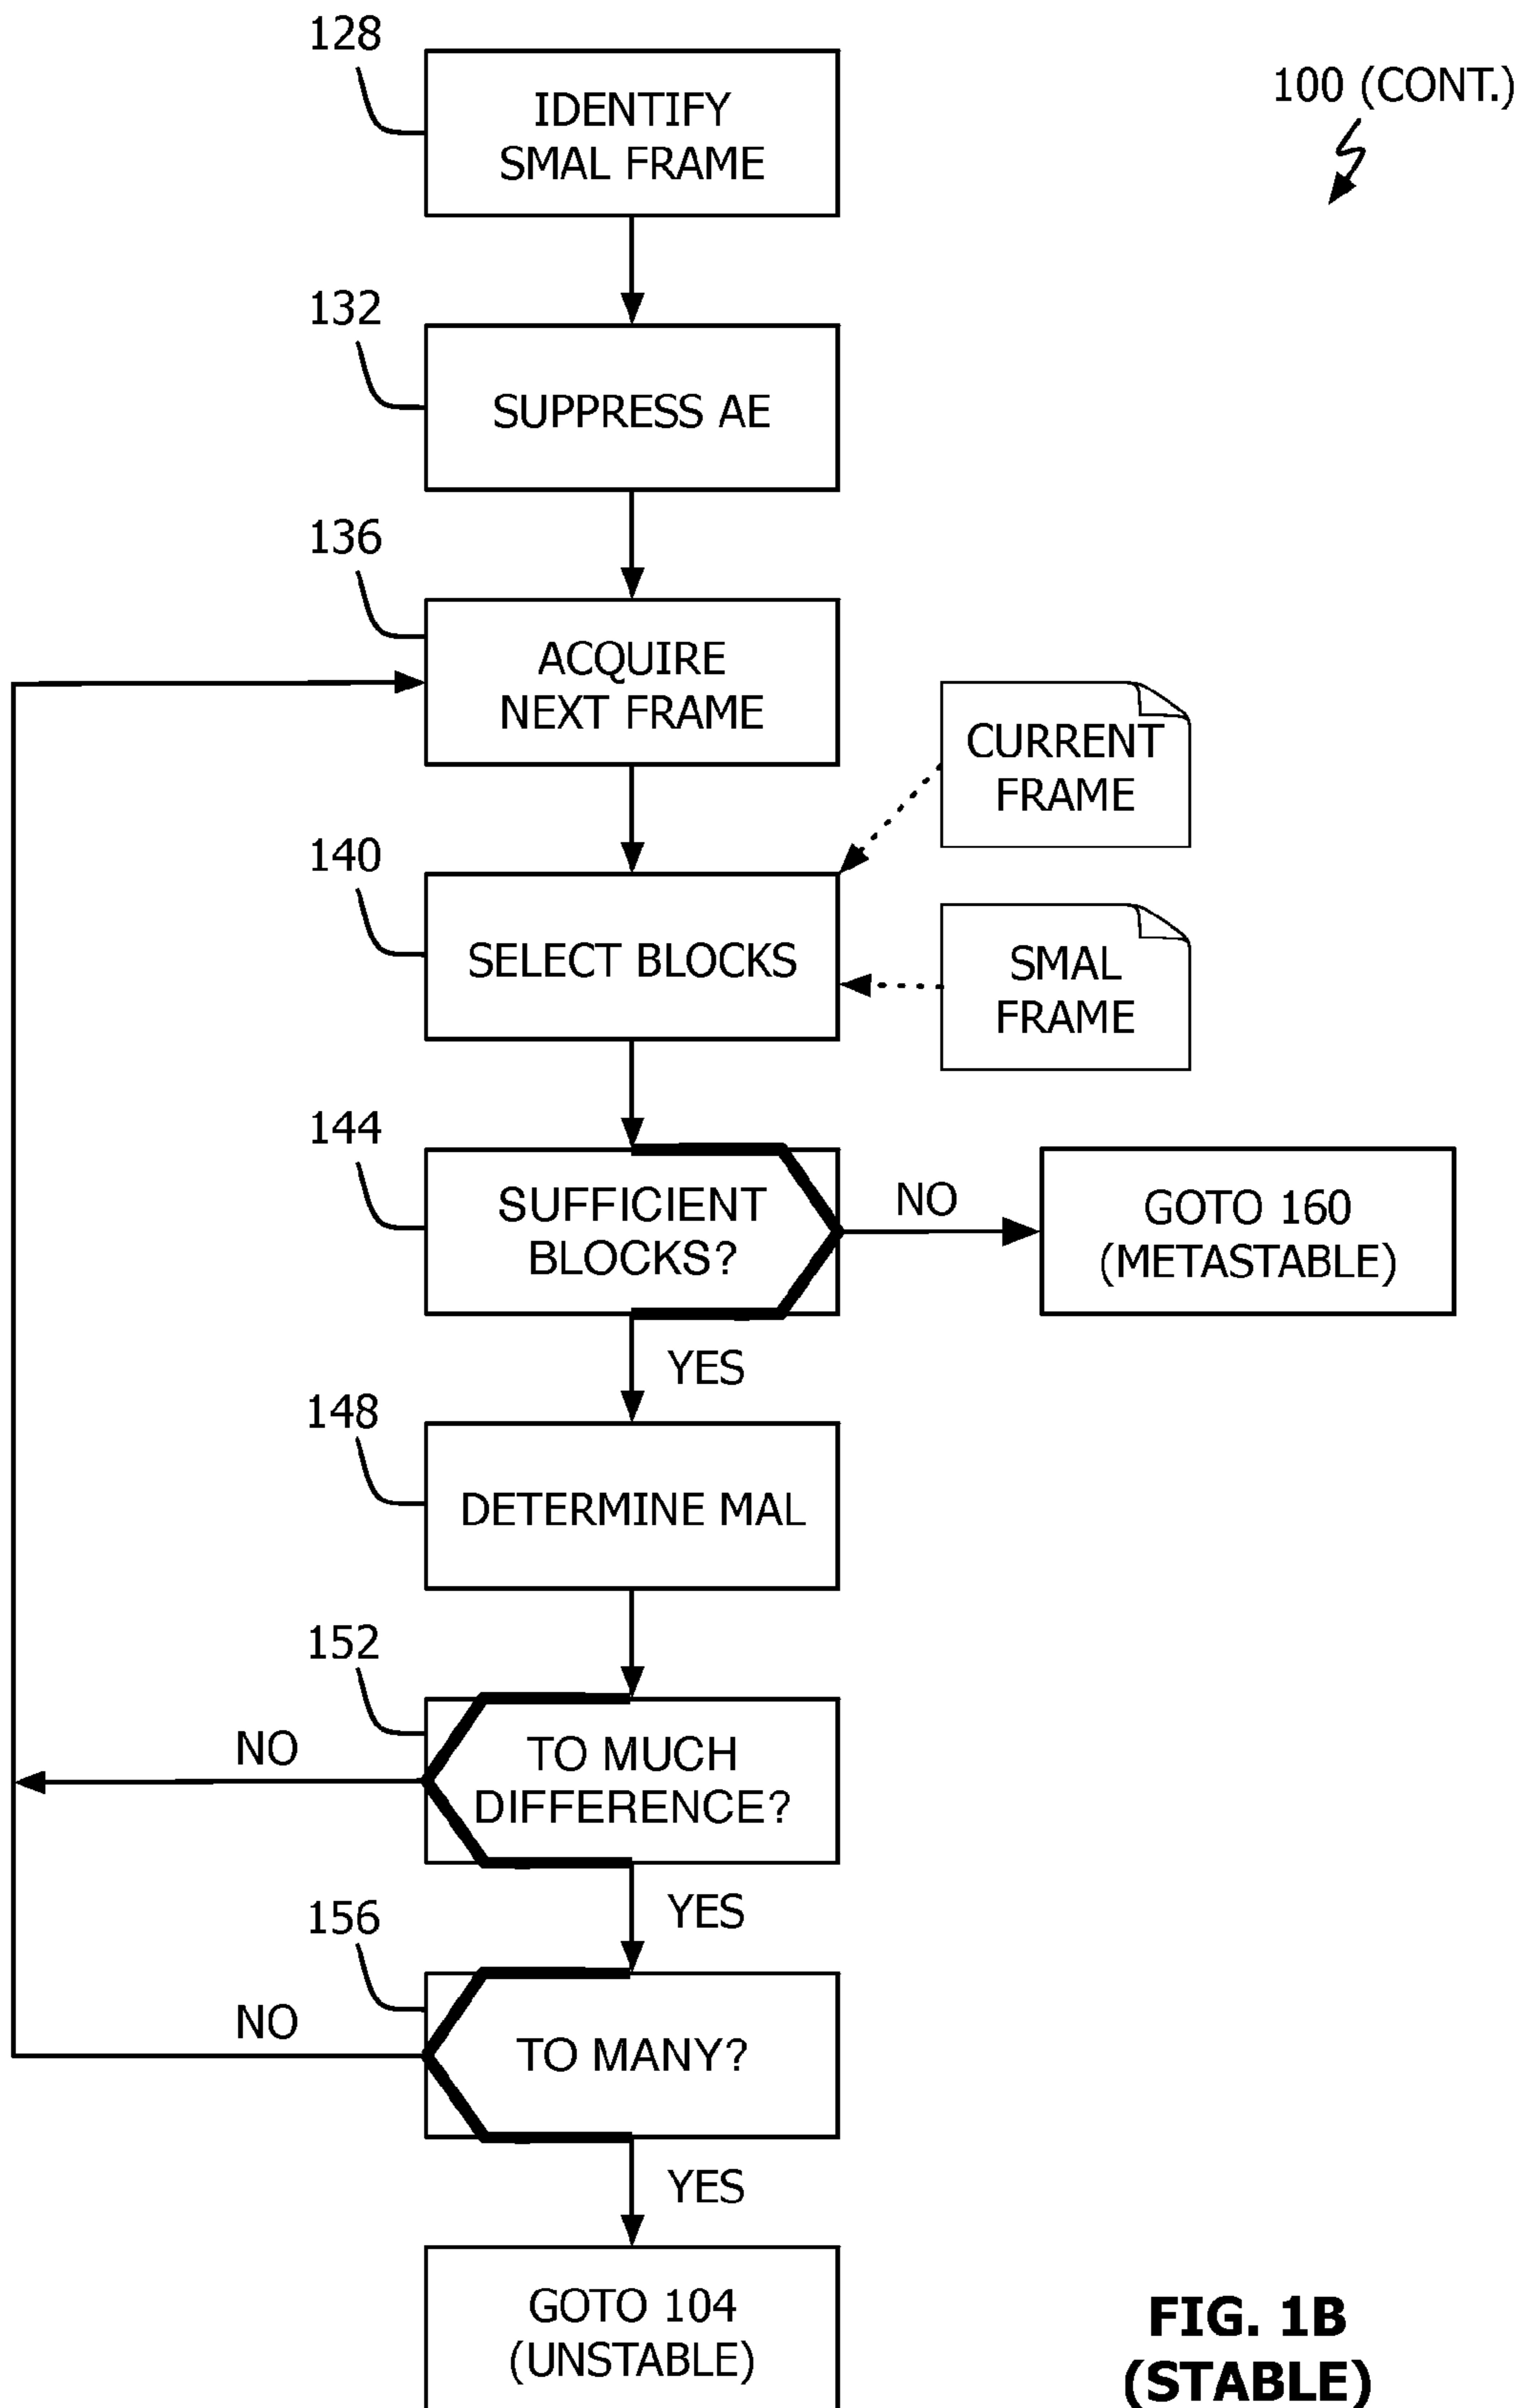 128
IDENTIFY
SMAL FRAME
100 (CONT.)
132
SUPPRESS AE
136
ACQUIRE
NEXT FRAME
CURRENT
FRAME
140
SELECT BLOCKS
SMAL
FRAME
144
SUFFICIENT
BLOCKS?
NO
GOTO 160
(METASTABLE)
YES
148
DETERMINE MAL
152
TO MUCH
DIFFERENCE?
NO
YES
156
TO MANY?
NO
YES
GOTO 104
(UNSTABLE)
FIG. 1B
(STABLE)